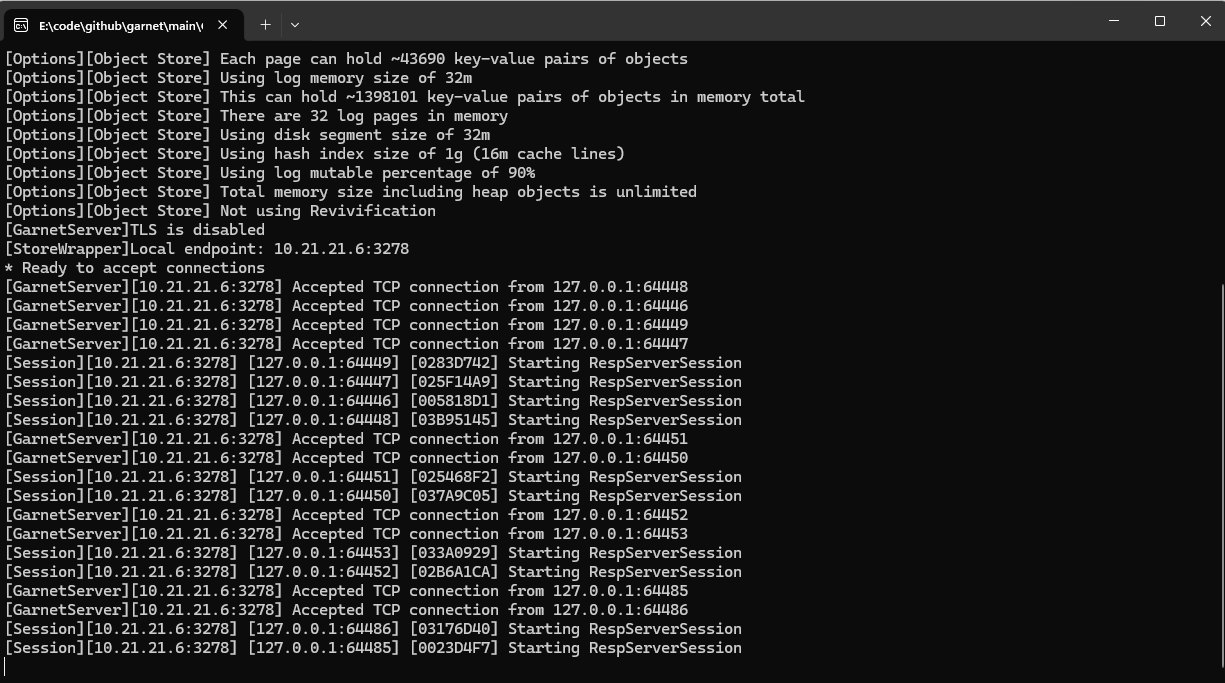 E:\code\github\garnet\main\
[Options][Object Store] Each page can hold ~43690 key-value pairs of objects
[Options][Object Store] Using log memory size of 32m
[Options][Object Store] This can hold ~1398101 key-value pairs of objects in memory total
[Options][Object Store] There are 32 log pages in memory
[Options][Object Store] Using disk segment size of 32m
[Options][Object Store] Using hash index size of 1g (16m cache lines)
[Options][Object Store] Using log mutable percentage of 90%
[Options][Object Store] Total memory size including heap objects is unlimited
[Options][Object Store] Not using Revivification
[GarnetServer]TLS is disabled
[StoreWrapper]Local endpoint: 10.21.21.6:3278
* Ready to accept connections
[GarnetServer][10.21.21.6:3278] Accepted TCP connection from 127.0.0.1:64448
[GarnetServer][10.21.21.6:3278] Accepted TCP connection from 127.0.0.1:64446
[GarnetServer][10.21.21.6:3278] Accepted TCP connection from 127.0.0.1:64449
[GarnetServer][10.21.21.6:3278] Accepted TCP connection from 127.0.0.1:64447
[Session][10.21.21.6:3278] [127.0.0.1:64449] [0283D742] Starting RespServerSession
[Session][10.21.21.6:3278] [127.0.0.1:64447] [025F14A9] Starting RespServerSession
[Session][10.21.21.6:3278] [127.0.0.1:64446] [005818D1] Starting RespServerSession
[Session][10.21.21.6:3278] [127.0.0.1:64448] [03B95145] Starting RespServerSession
[GarnetServer][10.21.21.6:3278] Accepted TCP connection from 127.0.0.1:64451
[GarnetServer][10.21.21.6:3278] Accepted TCP connection from 127.0.0.1:64450
[Session][10.21.21.6:3278] [127.0.0.1:64451] [025468F2] Starting RespServerSession
[Session][10.21.21.6:3278] [127.0.0.1:64450] [037A9C05] Starting RespServerSession
[GarnetServer][10.21.21.6:3278] Accepted TCP connection from 127.0.0.1:64452
[GarnetServer][10.21.21.6:3278] Accepted TCP connection from 127.0.0.1:64453
[Session][10.21.21.6:3278] [127.0.0.1:64453] [033A0929] Starting RespServerSession
[Session][10.21.21.6:3278] [127.0.0.1:64452] [02B6A1CA] Starting RespServerSession
[GarnetServer][10.21.21.6:3278] Accepted TCP connection from 127.0.0.1:64485
[GarnetServer][10.21.21.6:3278] Accepted TCP connection from 127.0.0.1:64486
[Session][10.21.21.6:3278] [127.0.0.1:64486] [03176D40] Starting RespServerSession
[Session][10.21.21.6:3278] [127.0.0.1:64485] [0023D4F7] Starting RespServerSession